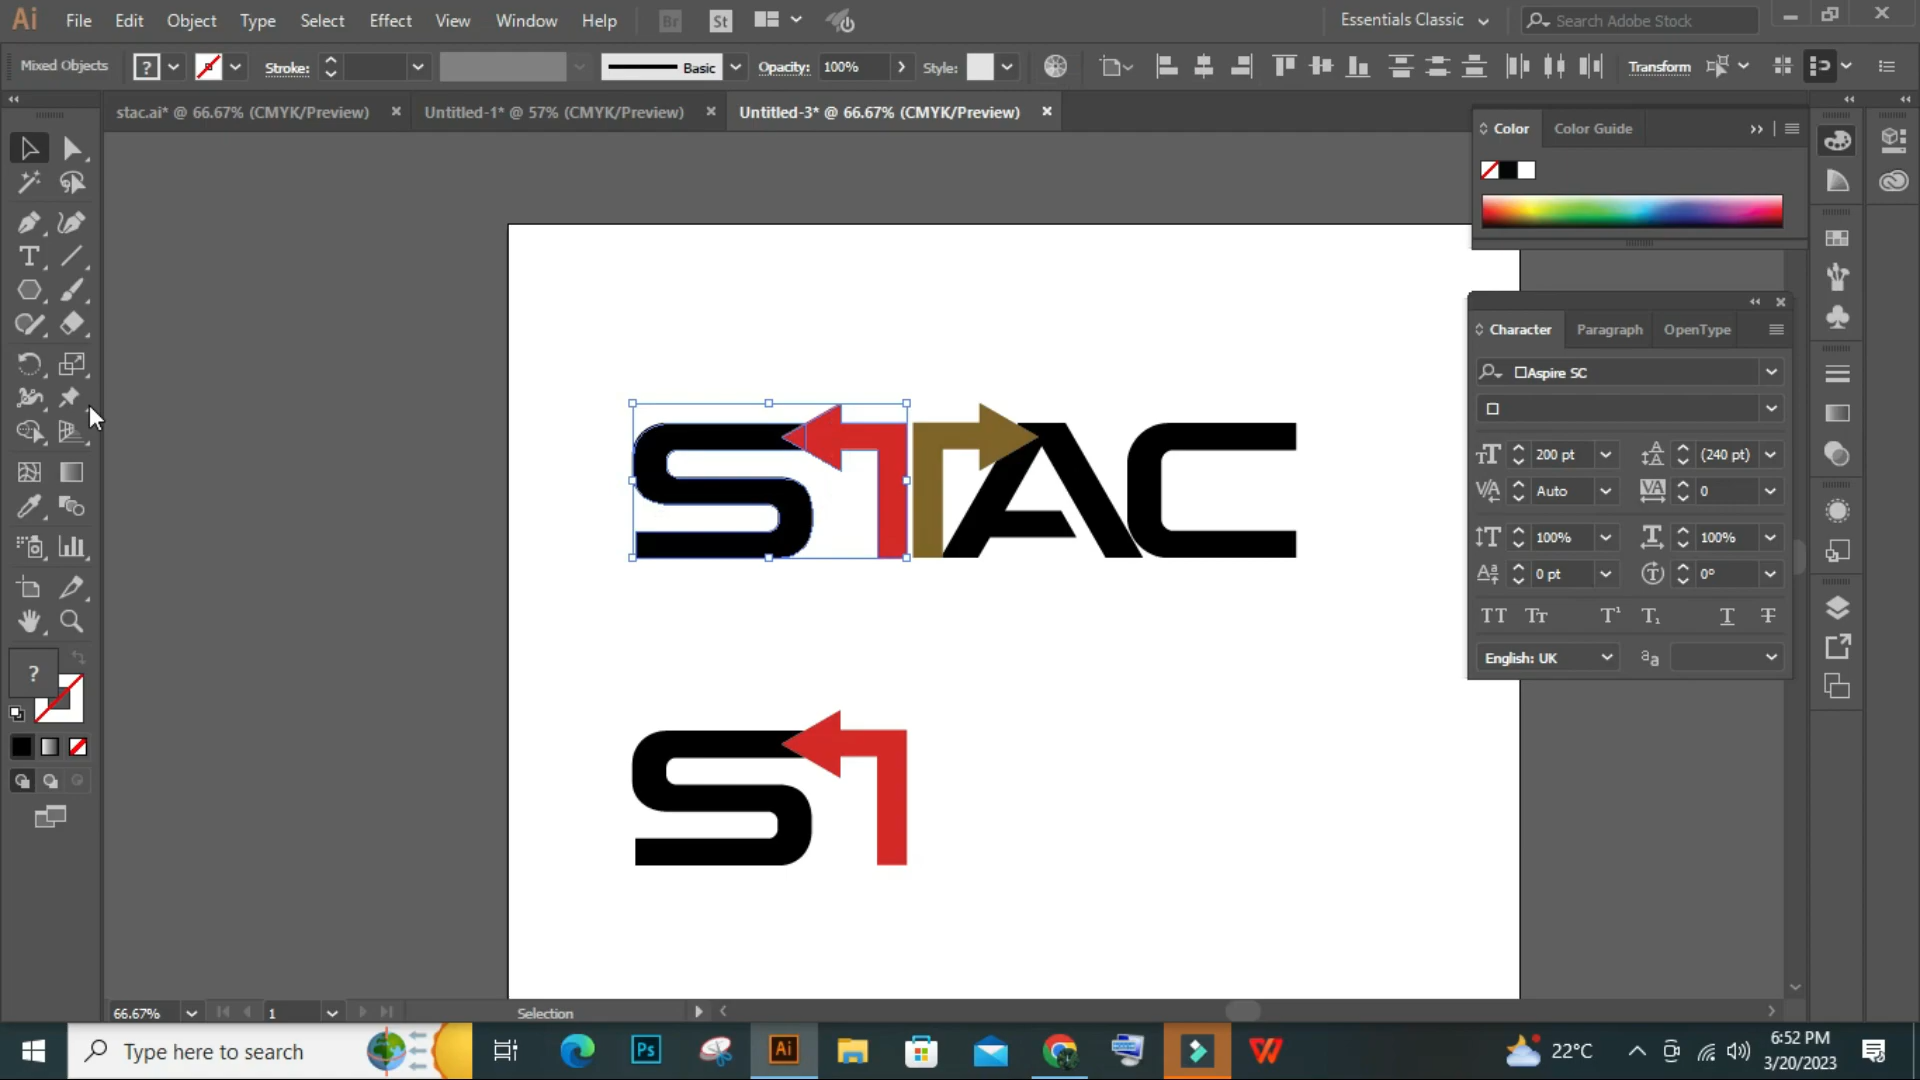 Ai File Edit Object Type Select Effect View Window Help Br St Essentials Classic Search Adobe Stock
Mixed Objects ? Stroke: Basic Opacity: 100% Style: Transform
stac.ai* @ 66.67% (CMYK/Preview) Untitled-1* @ 57% (CMYK/Preview) Untitled-3* @ 66.67% (CMYK/Preview)
Color Color Guide
Character Paragraph OpenType
Aspire SC
200 pt (240 pt)
Auto 0
100% 100%
0 pt 0°
English: UK
STAC
S
?
66.67% 1 Selection
Type here to search Ps Ai 22°C 6:52 PM
3/20/2023